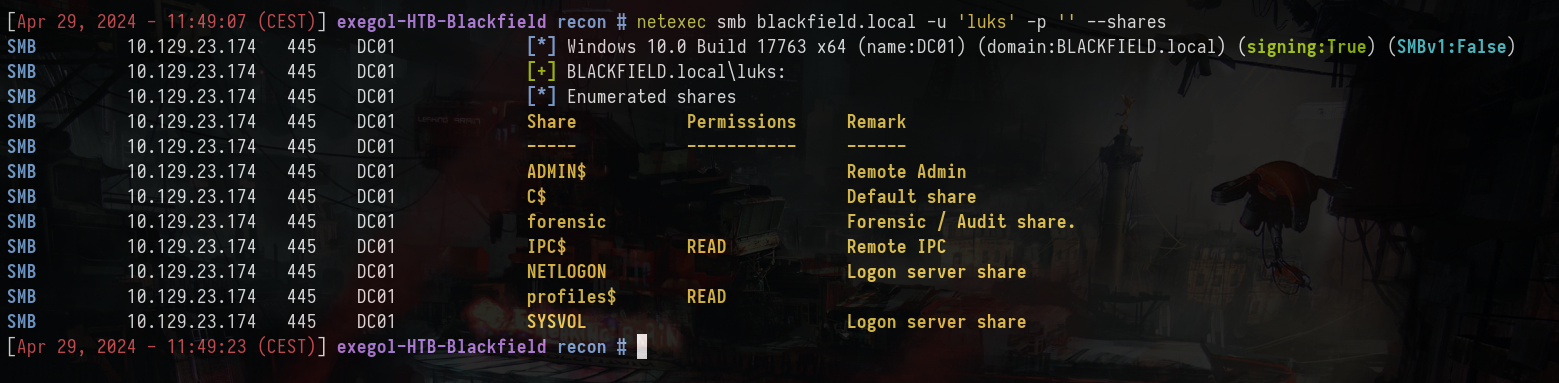 [Apr 29, 2024 - 11:49:07 (CEST)] exegol-HTB-Blackfield recon # netexec smb blackfield.local -u 'luks' -p '' --shares
SMB 10.129.23.174 445 DC01 [*] Windows 10.0 Build 17763 x64 (name:DC01) (domain:BLACKFIELD.local) (signing:True) (SMBv1:False)
SMB 10.129.23.174 445 DC01 [+] BLACKFIELD.local\luks:
SMB 10.129.23.174 445 DC01 [*] Enumerated shares
SMB 10.129.23.174 445 DC01 Share Permissions Remark
SMB 10.129.23.174 445 DC01 ----- ----------- ------
SMB 10.129.23.174 445 DC01 ADMIN$ Remote Admin
SMB 10.129.23.174 445 DC01 C$ Default share
SMB 10.129.23.174 445 DC01 forensic Forensic / Audit share.
SMB 10.129.23.174 445 DC01 IPC$ READ Remote IPC
SMB 10.129.23.174 445 DC01 NETLOGON Logon server share
SMB 10.129.23.174 445 DC01 profiles$ READ
SMB 10.129.23.174 445 DC01 SYSVOL Logon server share
[Apr 29, 2024 - 11:49:23 (CEST)] exegol-HTB-Blackfield recon #